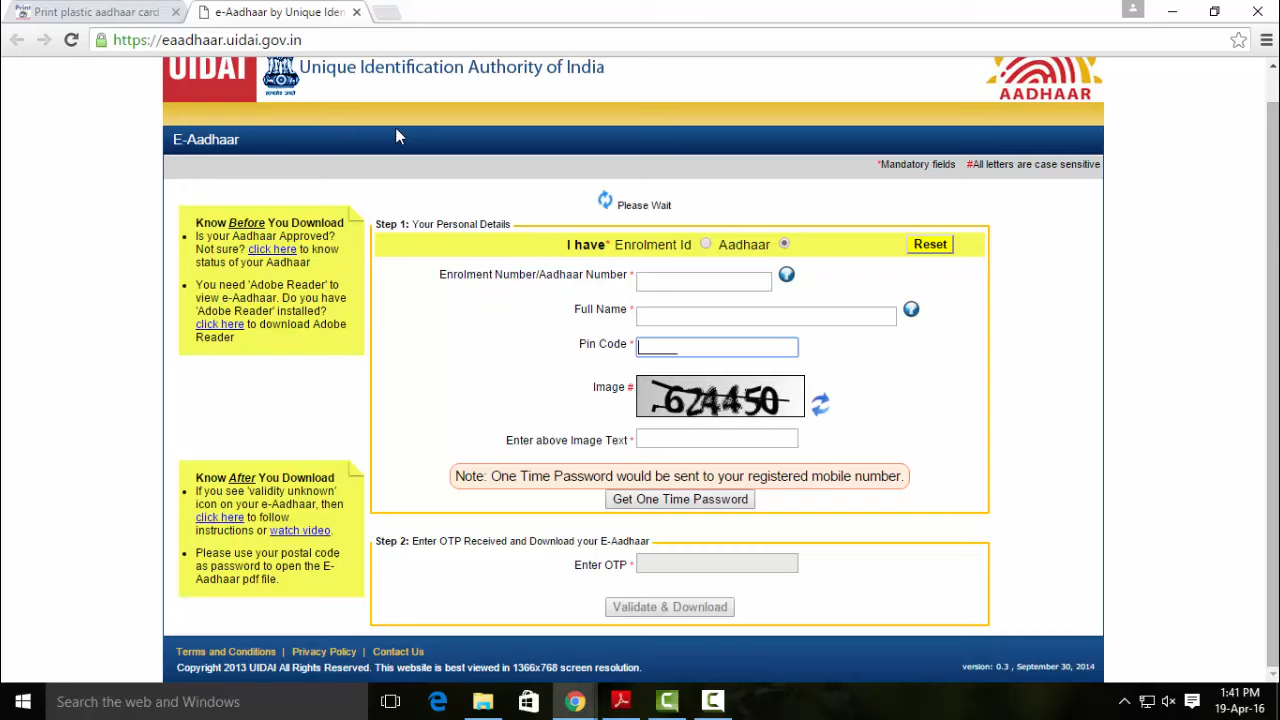 Print plastic aadhaar card
e-Aadhaar by Unique Iden
https://eaadhaar.uidai.gov.in
UIDAI
Unique Identification Authority of India
AADHAAR
E-Aadhaar
*Mandatory fields #All letters are case sensitive
Please Wait
Know Before You Download
Is your Aadhaar Approved?
Not sure? click here to know
status of your Aadhaar
You need 'Adobe Reader' to
view e-Aadhaar. Do you have
'Adobe Reader' installed?
click here to download Adobe
Reader
Step 1: Your Personal Details
I have* Enrolment Id Aadhaar Reset
Enrolment Number/Aadhaar Number *
Full Name *
Pin Code *
Image # 624450
Enter above Image Text *
Note: One Time Password would be sent to your registered mobile number.
Get One Time Password
Know After You Download
If you see 'validity unknown'
icon on your e-Aadhaar, then
click here to follow
instructions or watch video.
Please use your postal code
as password to open the E-
Aadhaar pdf file.
Step 2: Enter OTP Received and Download your E-Aadhaar
Enter OTP *
Validate & Download
Terms and Conditions | Privacy Policy | Contact Us
Copyright 2013 UIDAI All Rights Reserved. This website is best viewed in 1366x768 screen resolution.
version: 0.3 , September 30, 2014
Search the web and Windows
1:41 PM
19-Apr-16